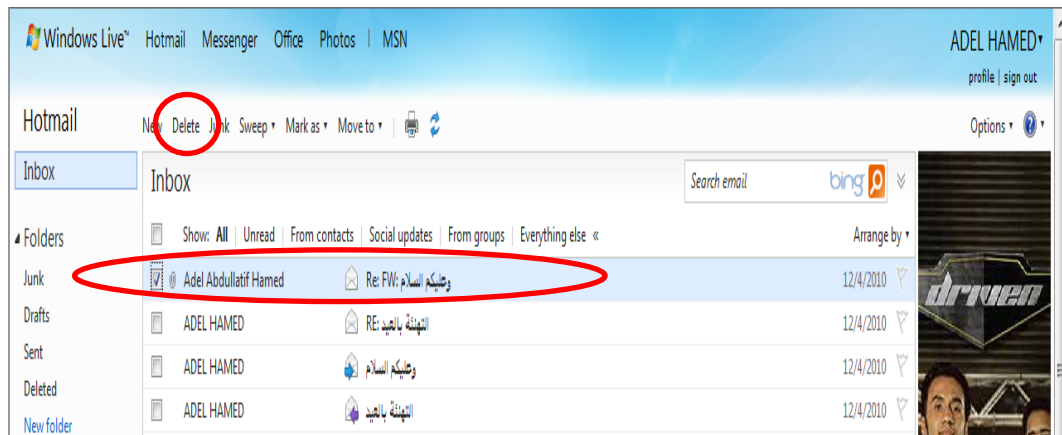 Windows Live™ Hotmail Messenger Office Photos | MSN
ADEL HAMED
profile | sign out
Hotmail
New Delete Junk Sweep Mark as Move to
Options
Inbox
Inbox
Search email
bing
Folders
Show: All | Unread | From contacts | Social updates | From groups | Everything else «
Arrange by
Junk
Adel Abdullatif Hamed Re: FW: وعليكم السلام 12/4/2010
Drafts
ADEL HAMED RE: التهنئة بالعيد 12/4/2010
Sent
ADEL HAMED وعليكم السلام 12/4/2010
Deleted
ADEL HAMED التهنئة بالعيد 12/4/2010
New folder
driven